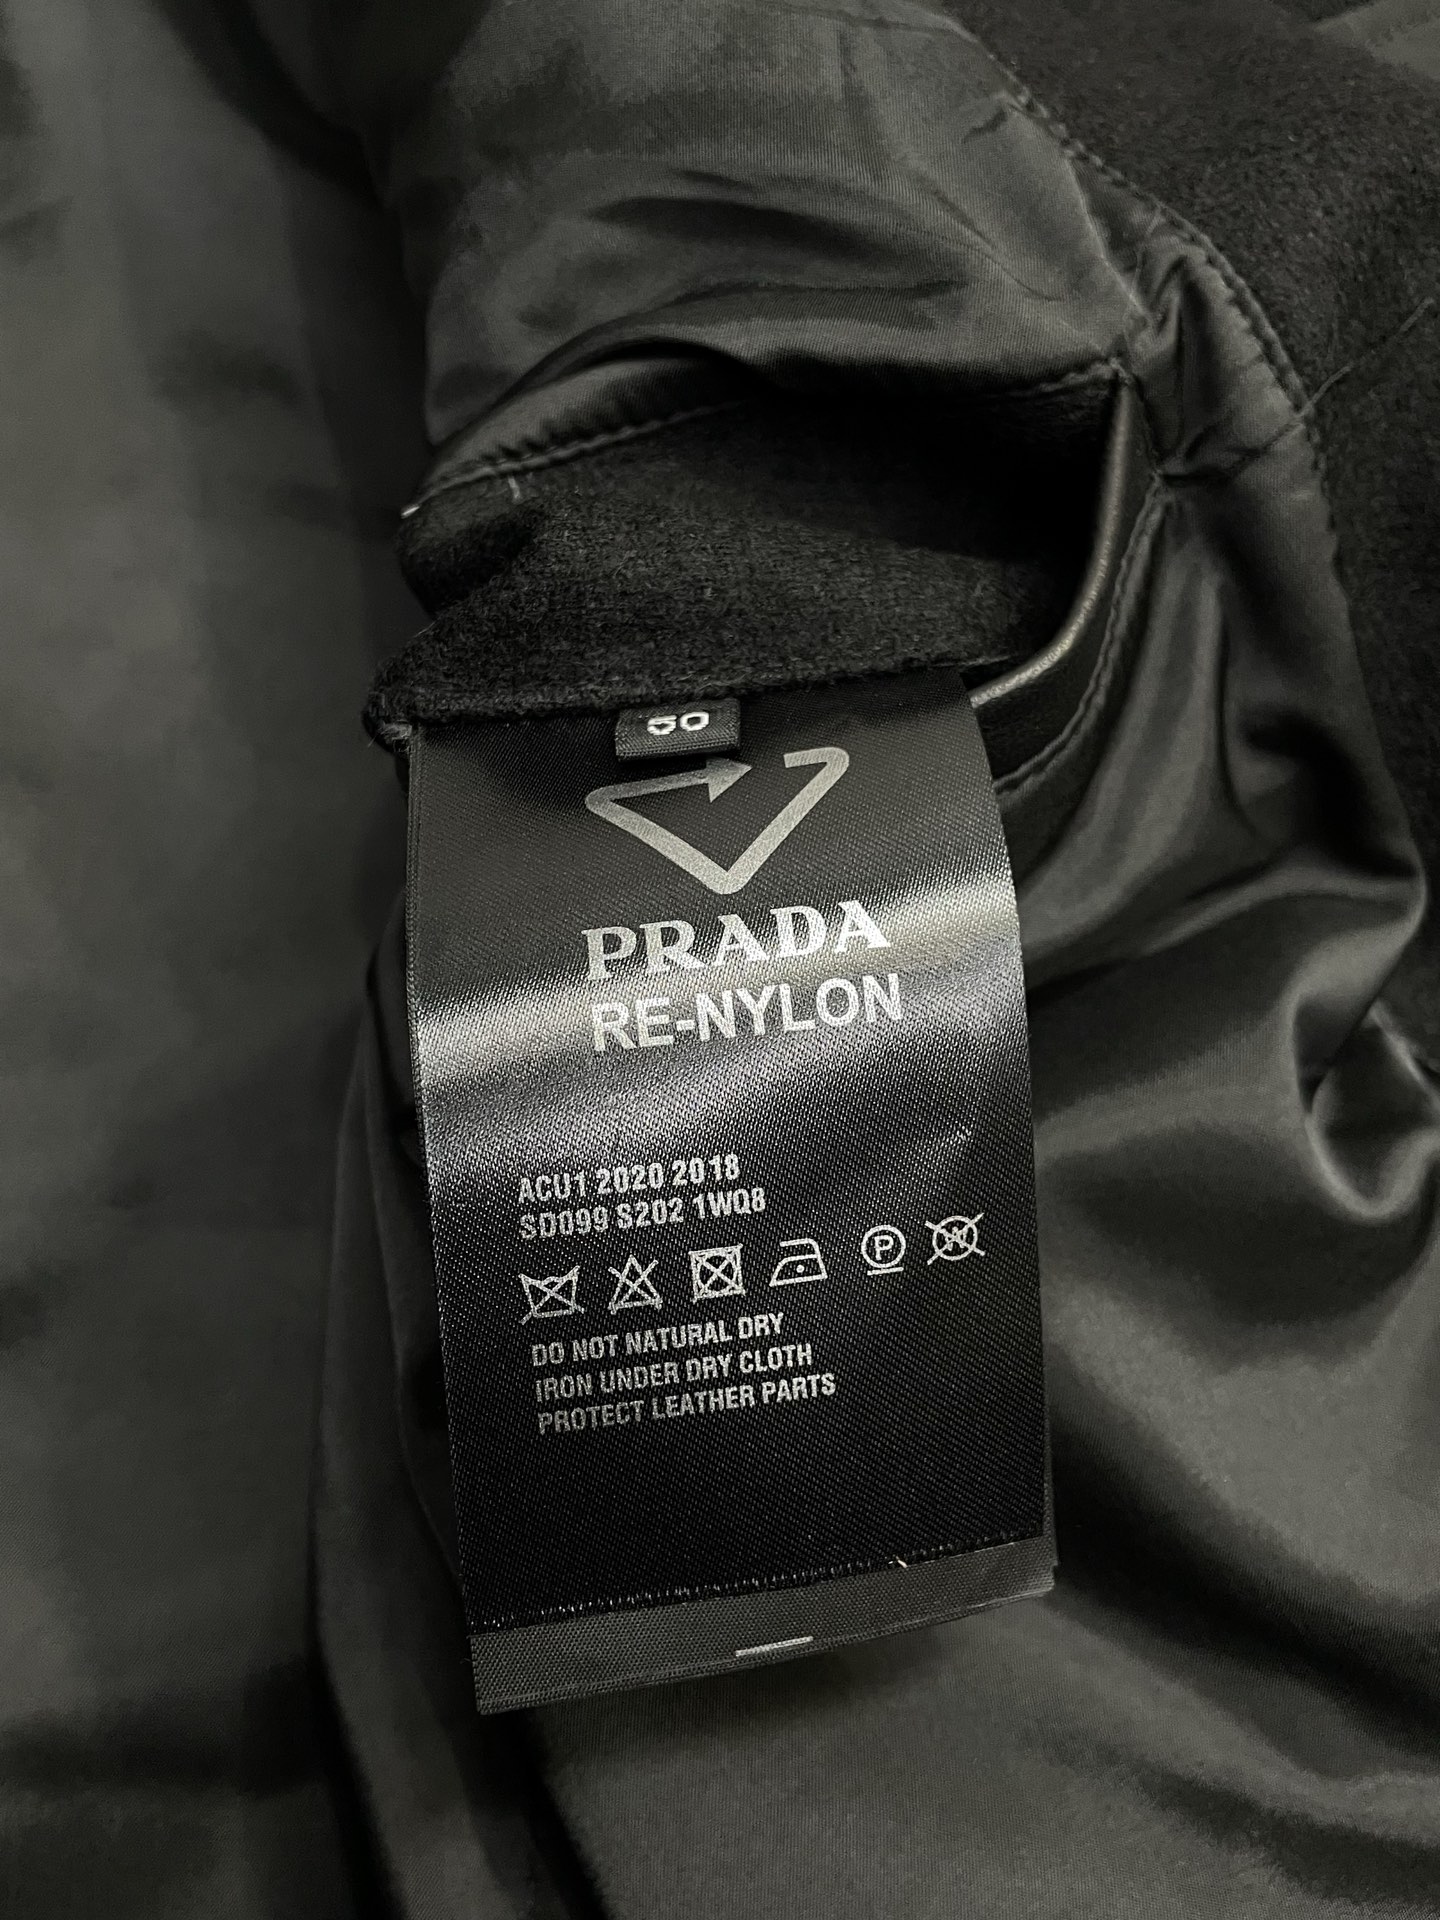 50
PRADA
RE-NYLON
ACU1 2020 2018
SD099 S202 1WQ8
P W
DO NOT NATURAL DRY
IRON UNDER DRY CLOTH
PROTECT LEATHER PARTS